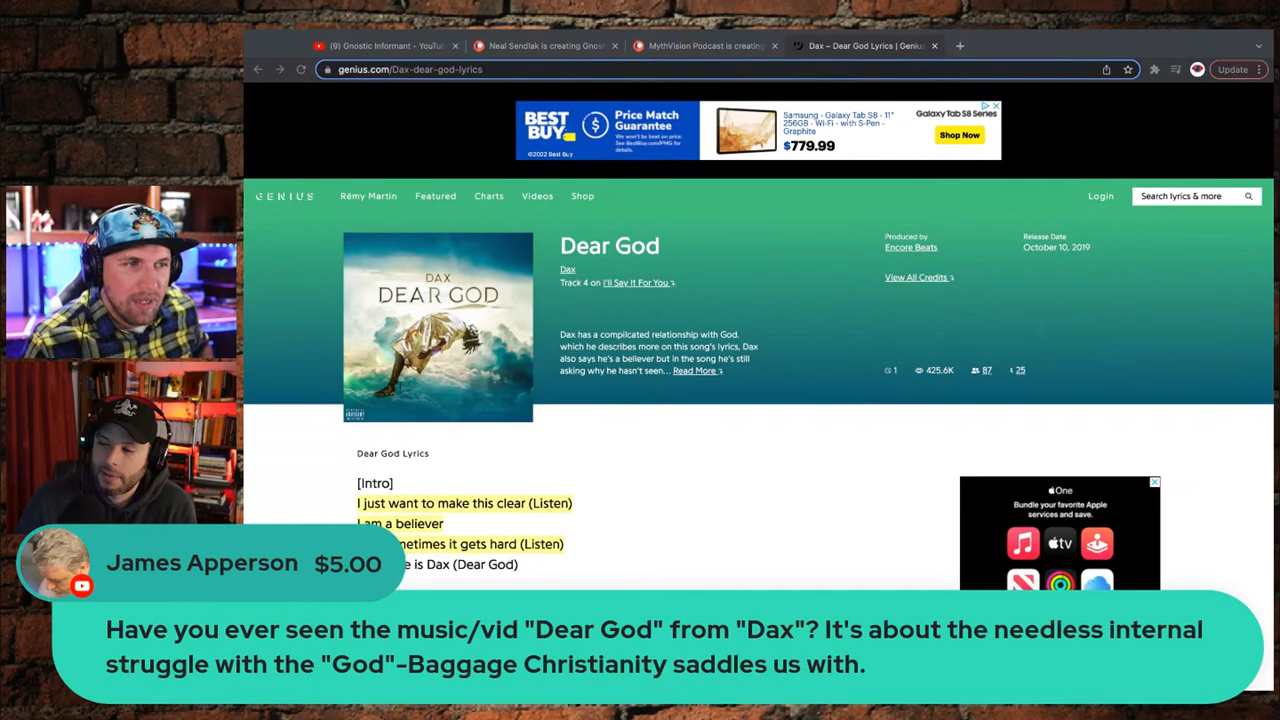 (9) Gnostic Informant - YouTu
Neal Sendlak is creating Gnos
MythVision Podcast is creating
Dax – Dear God Lyrics | Genius
genius.com/Dax-dear-god-lyrics
Update
BEST BUY
Price Match Guarantee
©2022 Best Buy
Samsung - Galaxy Tab S8 - 11"
256GB - Wi-Fi - with S-Pen -
Graphite
$779.99
Galaxy Tab S8 Series
Shop Now
GENIUS
Rémy Martin
Featured
Charts
Videos
Shop
Login
Search lyrics & more
DAX
DEAR GOD
Dear God
Dax
Track 4 on I'll Say It For You
Produced by
Encore Beats
Release Date
October 10, 2019
View All Credits
Dax has a complicated relationship with God.
which he describes more on this song's lyrics, Dax
also says he's a believer but in the song he's still
asking why he hasn't seen... Read More
1
425.6K
87
25
Dear God Lyrics
[Intro]
I just want to make this clear (Listen)
I am a believer
metimes it gets hard (Listen)
e is Dax (Dear God)
One
Bundle your favorite Apple
services and save.
tv
James Apperson $5.00
Have you ever seen the music/vid "Dear God" from "Dax"? It's about the needless internal
struggle with the "God"-Baggage Christianity saddles us with.